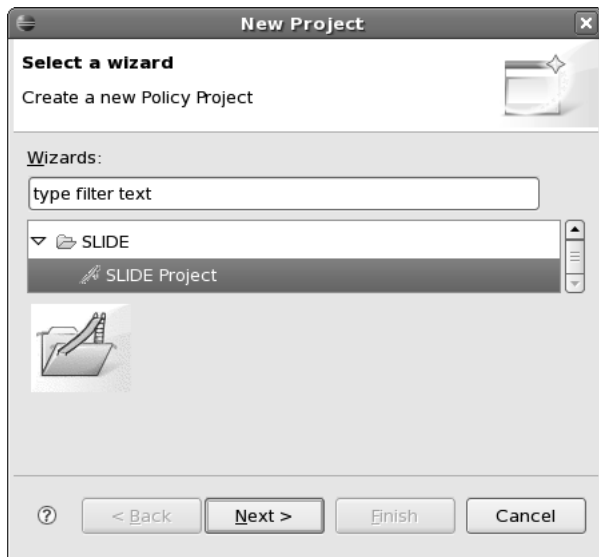 New Project
Select a wizard
Create a new Policy Project
Wizards:
type filter text
SLIDE
SLIDE Project
< Back
Next >
Finish
Cancel